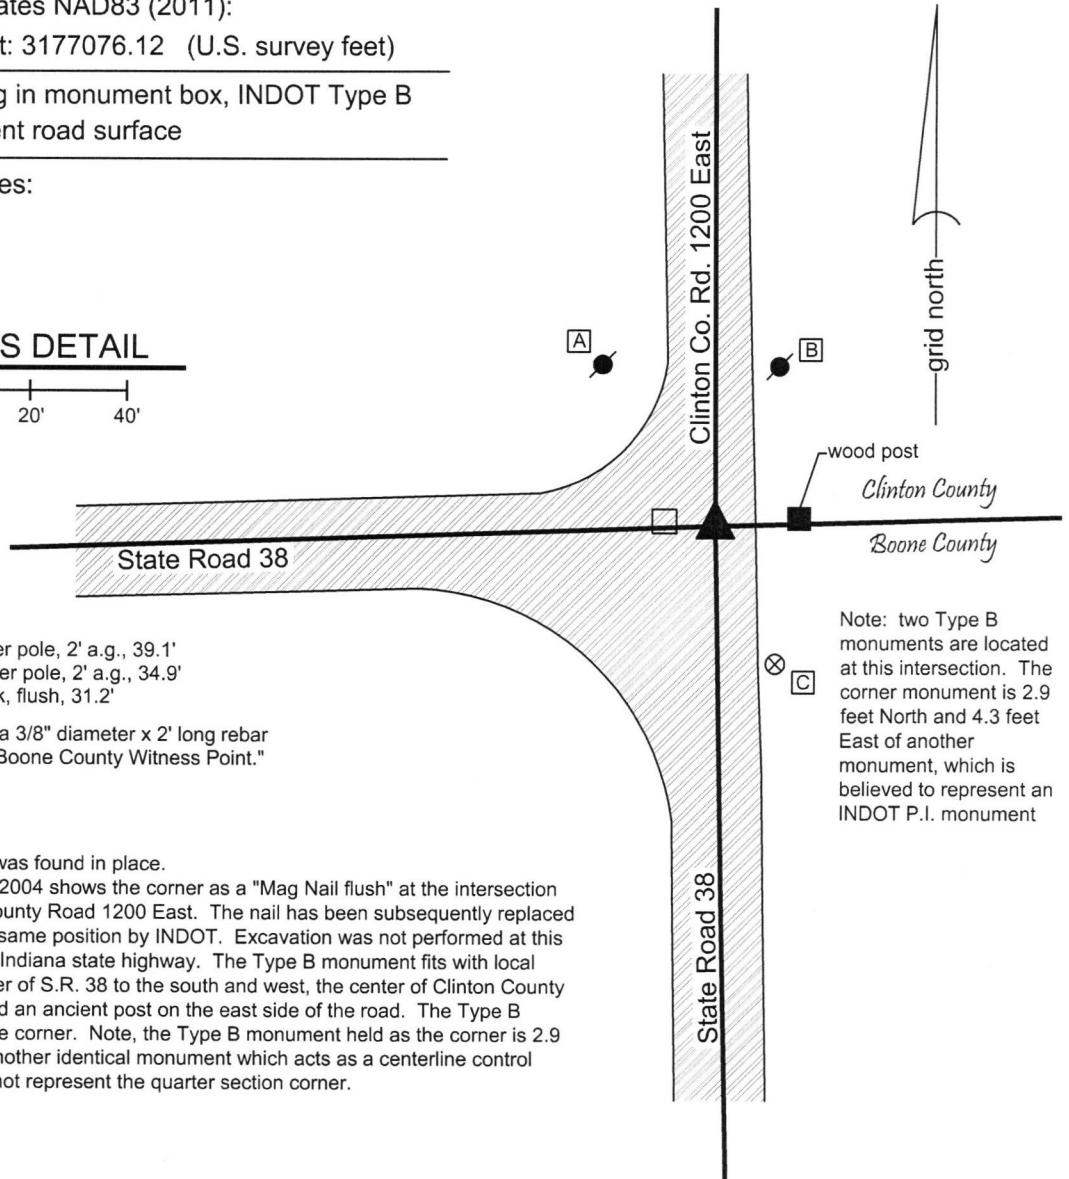 ates NAD83 (2011):
t: 3177076.12 (U.S. survey feet)
g in monument box, INDOT Type B
ent road surface
es:
S DETAIL
20' 40'
Clinton Co. Rd. 1200 East
grid north
A
B
wood post
Clinton County
Boone County
State Road 38
er pole, 2' a.g., 39.1'
er pole, 2' a.g., 34.9'
k, flush, 31.2'
a 3/8" diameter x 2' long rebar
Boone County Witness Point."
C
Note: two Type B
monuments are located
at this intersection. The
corner monument is 2.9
feet North and 4.3 feet
East of another
monument, which is
believed to represent an
INDOT P.I. monument
was found in place.
2004 shows the corner as a "Mag Nail flush" at the intersection
ounty Road 1200 East. The nail has been subsequently replaced
same position by INDOT. Excavation was not performed at this
Indiana state highway. The Type B monument fits with local
er of S.R. 38 to the south and west, the center of Clinton County
d an ancient post on the east side of the road. The Type B
e corner. Note, the Type B monument held as the corner is 2.9
nother identical monument which acts as a centerline control
not represent the quarter section corner.
State Road 38